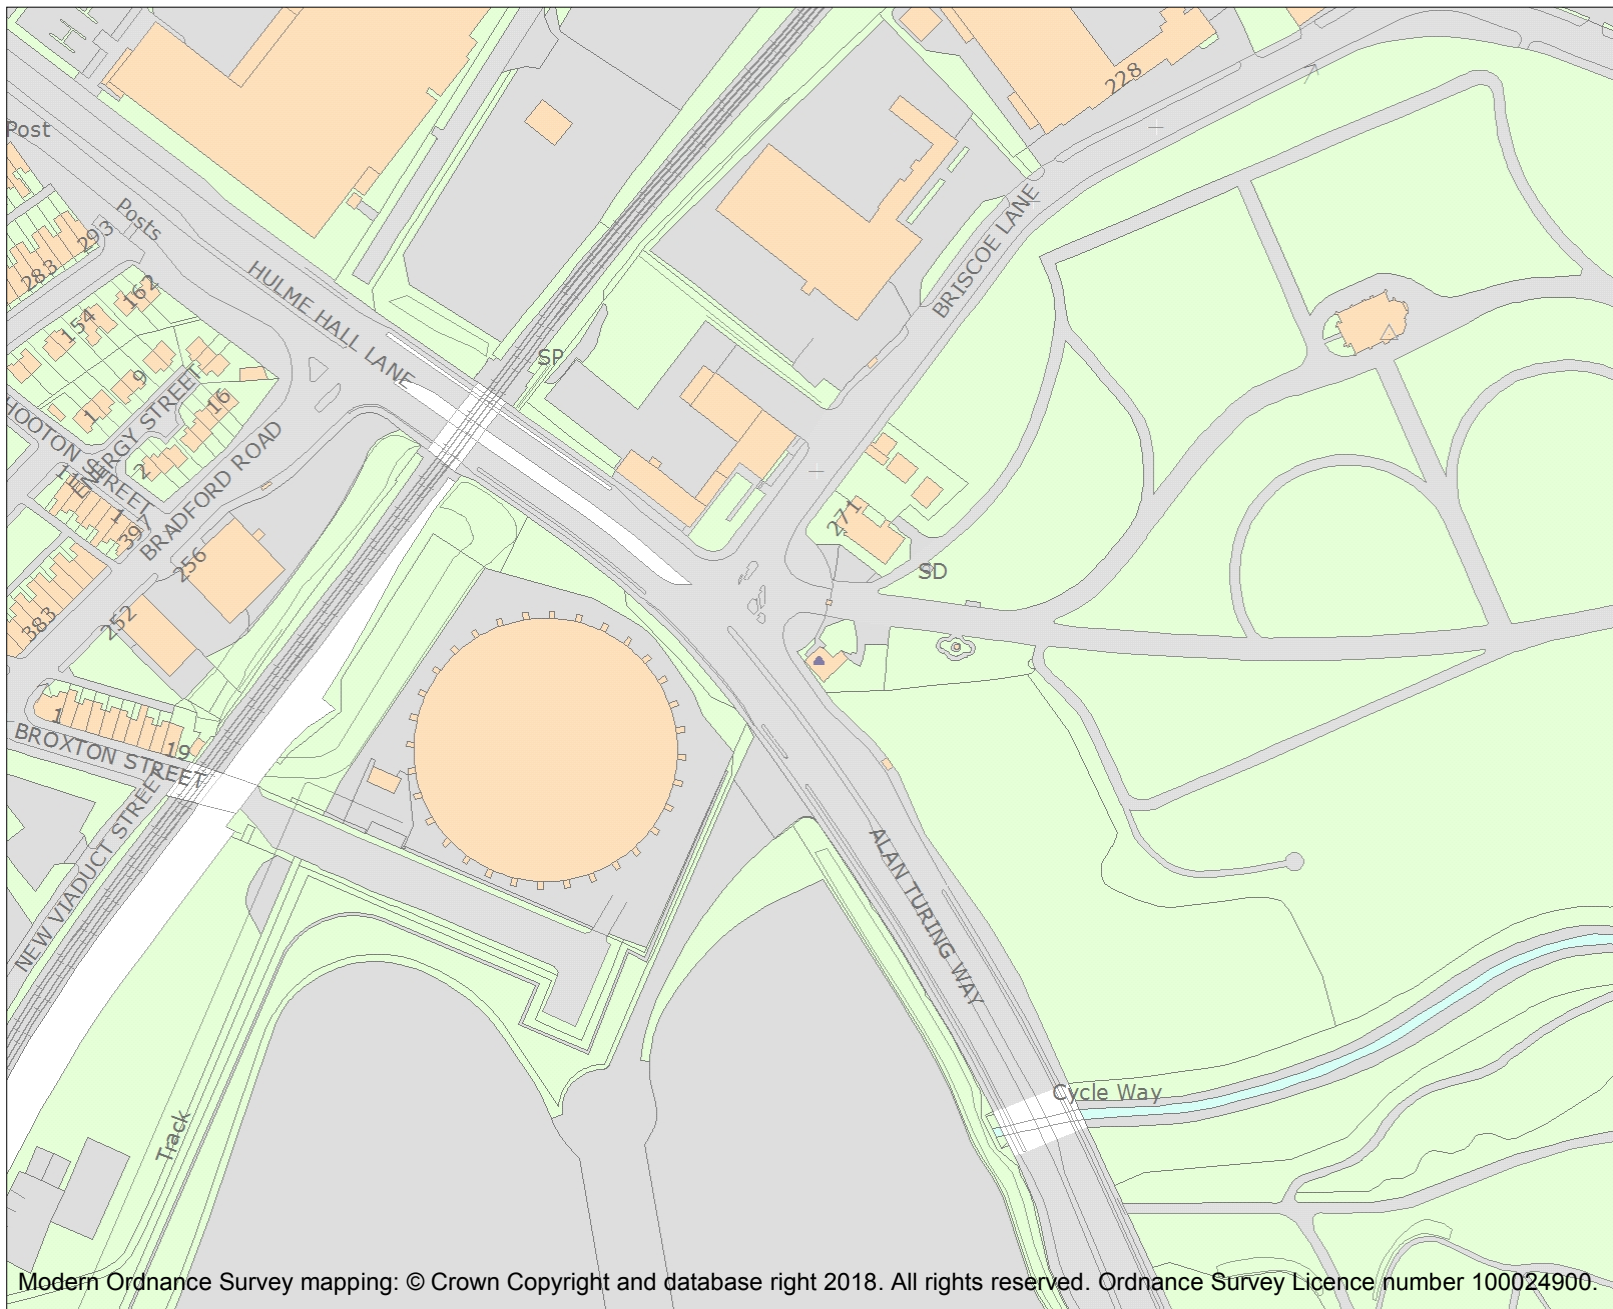 228
Post
Posts
293
283
BRISCOE LANE
HULME HALL LANE
162
154
SP
9
1
ENERGY STREET
16
HOOTON STREET
2
11
1
397
BRADFORD ROAD
256
271
SD
383
252
1
19
BROXTON STREET
NEW VIADUCT STREET
ALAN TURING WAY
Cycle Way
Track
Modern Ordnance Survey mapping: © Crown Copyright and database right 2018. All rights reserved. Ordnance Survey Licence number 100024900.